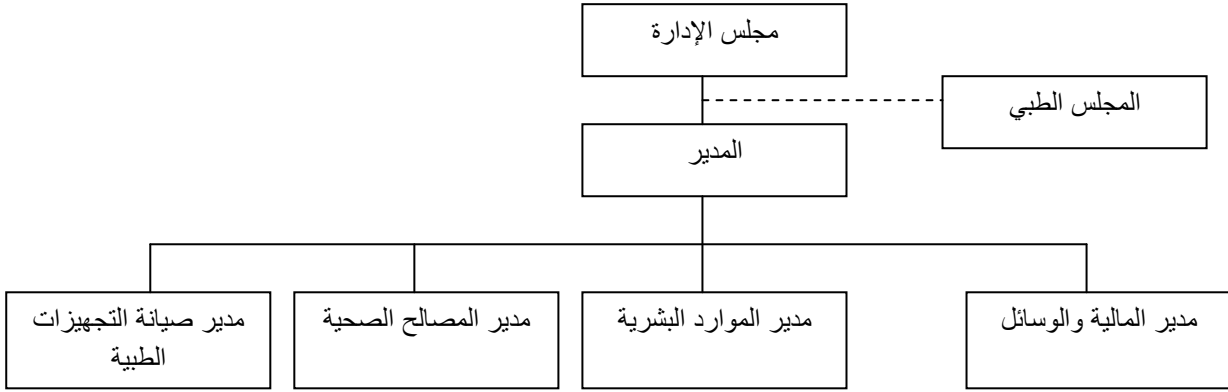 مجلس الإدارة
المجلس الطبي
المدير
مدير المالية والوسائل
مدير الموارد البشرية
مدير المصالح الصحية
مدير صيانة التجهيزات
الطبية